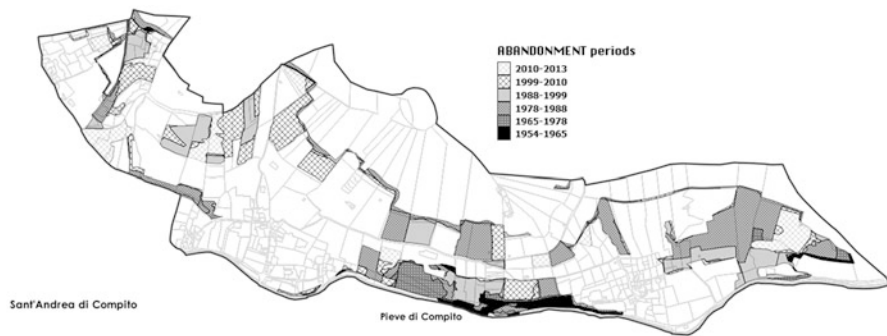 ABANDONMENT periods
2010-2013
1999-2010
1988-1999
1978-1988
1965-1978
1954-1965
Sant'Andrea di Compito
Pieve di Compito